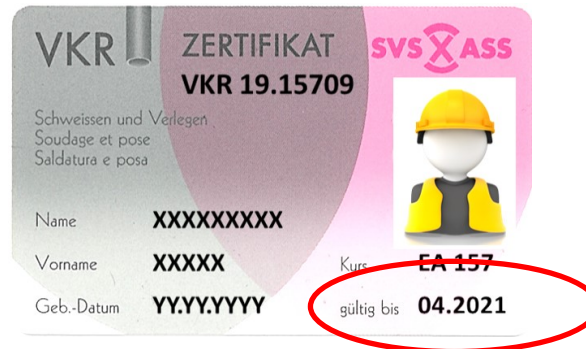 VKR ZERTIFIKAT SVS ASS
VKR 19.15709
Schweissen und Verlegen
Soudage et pose
Saldatura e posa
Name XXXXXXXXX
Vorname XXXXX Kurs EA 157
Geb.-Datum YY.YY.YYYY gültig bis 04.2021